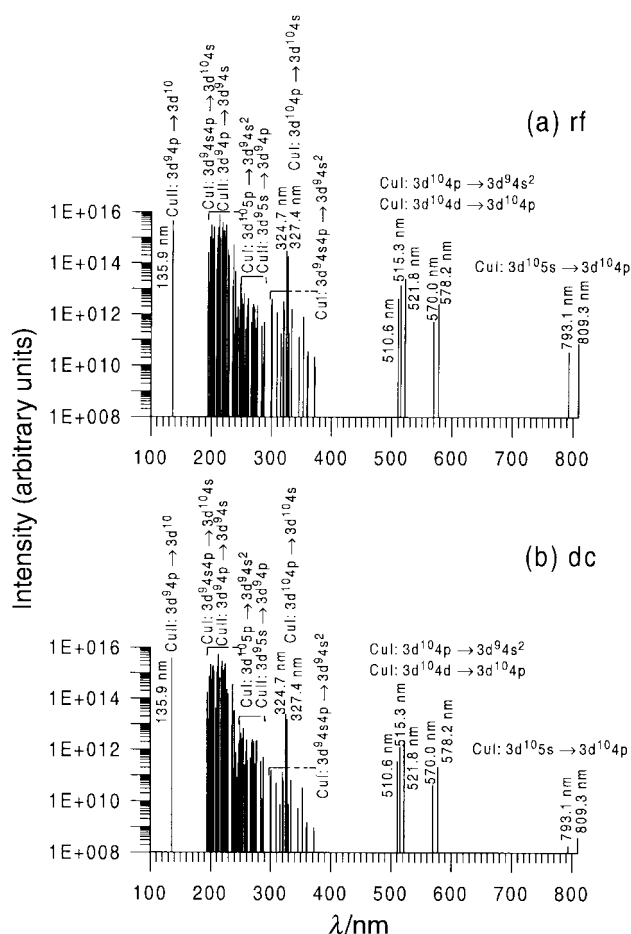 Intensity (arbitrary units)
(a) rf
CuII: 3d⁹4p → 3d¹⁰
CuI: 3d⁹4s4p → 3d¹⁰4s
CuII: 3d⁹4p → 3d⁹4s
CuI: 3d¹⁰5p → 3d⁹4s²
CuII: 3d⁹5s → 3d⁹4p
CuI: 3d¹⁰4p → 3d¹⁰4s
CuI: 3d⁹4s4p → 3d⁹4s²
CuI: 3d¹⁰4p → 3d⁹4s²
CuI: 3d¹⁰4d → 3d¹⁰4p
CuI: 3d¹⁰5s → 3d¹⁰4p
135.9 nm
324.7 nm
327.4 nm
510.6 nm
515.3 nm
521.8 nm
570.0 nm
578.2 nm
793.1 nm
809.3 nm
1E+016
1E+014
1E+012
1E+010
1E+008
100 200 300 400 500 600 700 800
(b) dc
CuII: 3d⁹4p → 3d¹⁰
CuI: 3d⁹4s4p → 3d¹⁰4s
CuII: 3d⁹4p → 3d⁹4s
CuI: 3d¹⁰5p → 3d⁹4s²
CuII: 3d⁹5s → 3d⁹4p
CuI: 3d¹⁰4p → 3d¹⁰4s
CuI: 3d⁹4s4p → 3d⁹4s²
CuI: 3d¹⁰4p → 3d⁹4s²
CuI: 3d¹⁰4d → 3d¹⁰4p
CuI: 3d¹⁰5s → 3d¹⁰4p
135.9 nm
324.7 nm
327.4 nm
510.6 nm
515.3 nm
521.8 nm
570.0 nm
578.2 nm
793.1 nm
809.3 nm
1E+016
1E+014
1E+012
1E+010
1E+008
100 200 300 400 500 600 700 800
λ/nm